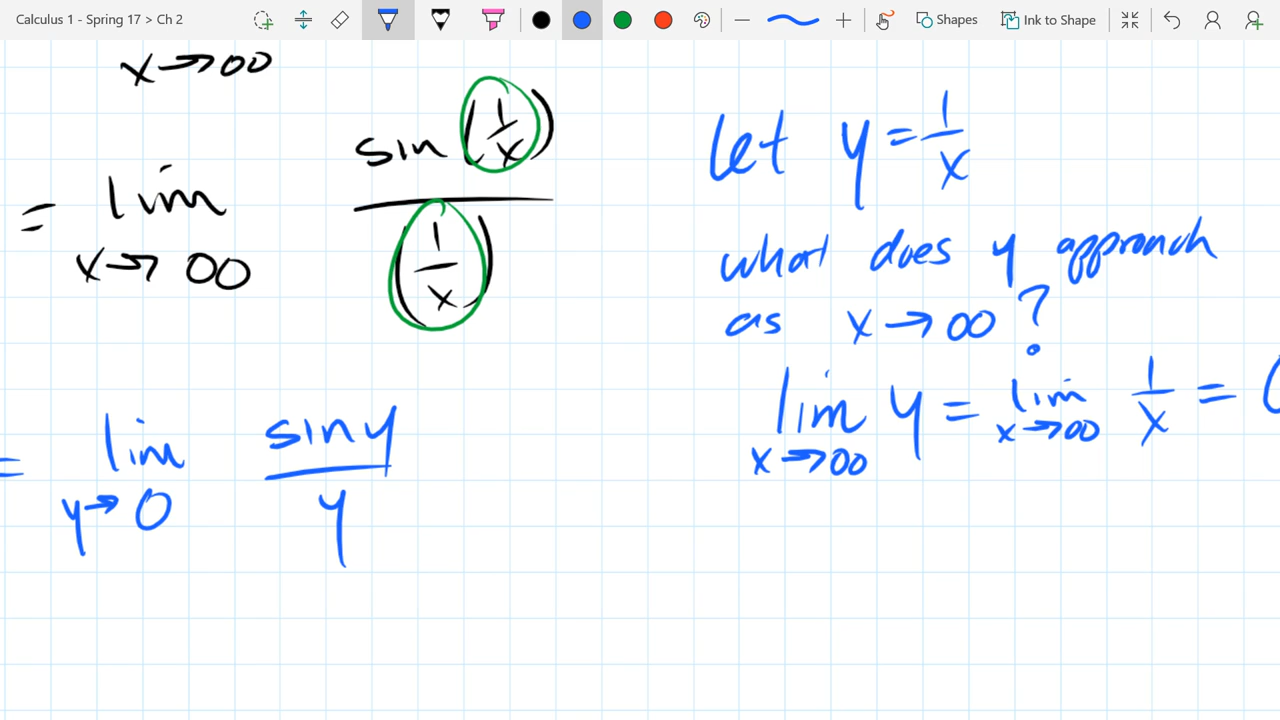 Calculus 1 - Spring 17 > Ch 2
Shapes
Ink to Shape
x→∞
= lim x→∞ sin(1/x) / (1/x)
= lim y→0 sin y / y
let y = 1/x
what does y approach
as x→∞ ?
lim x→∞ y = lim x→∞ 1/x =